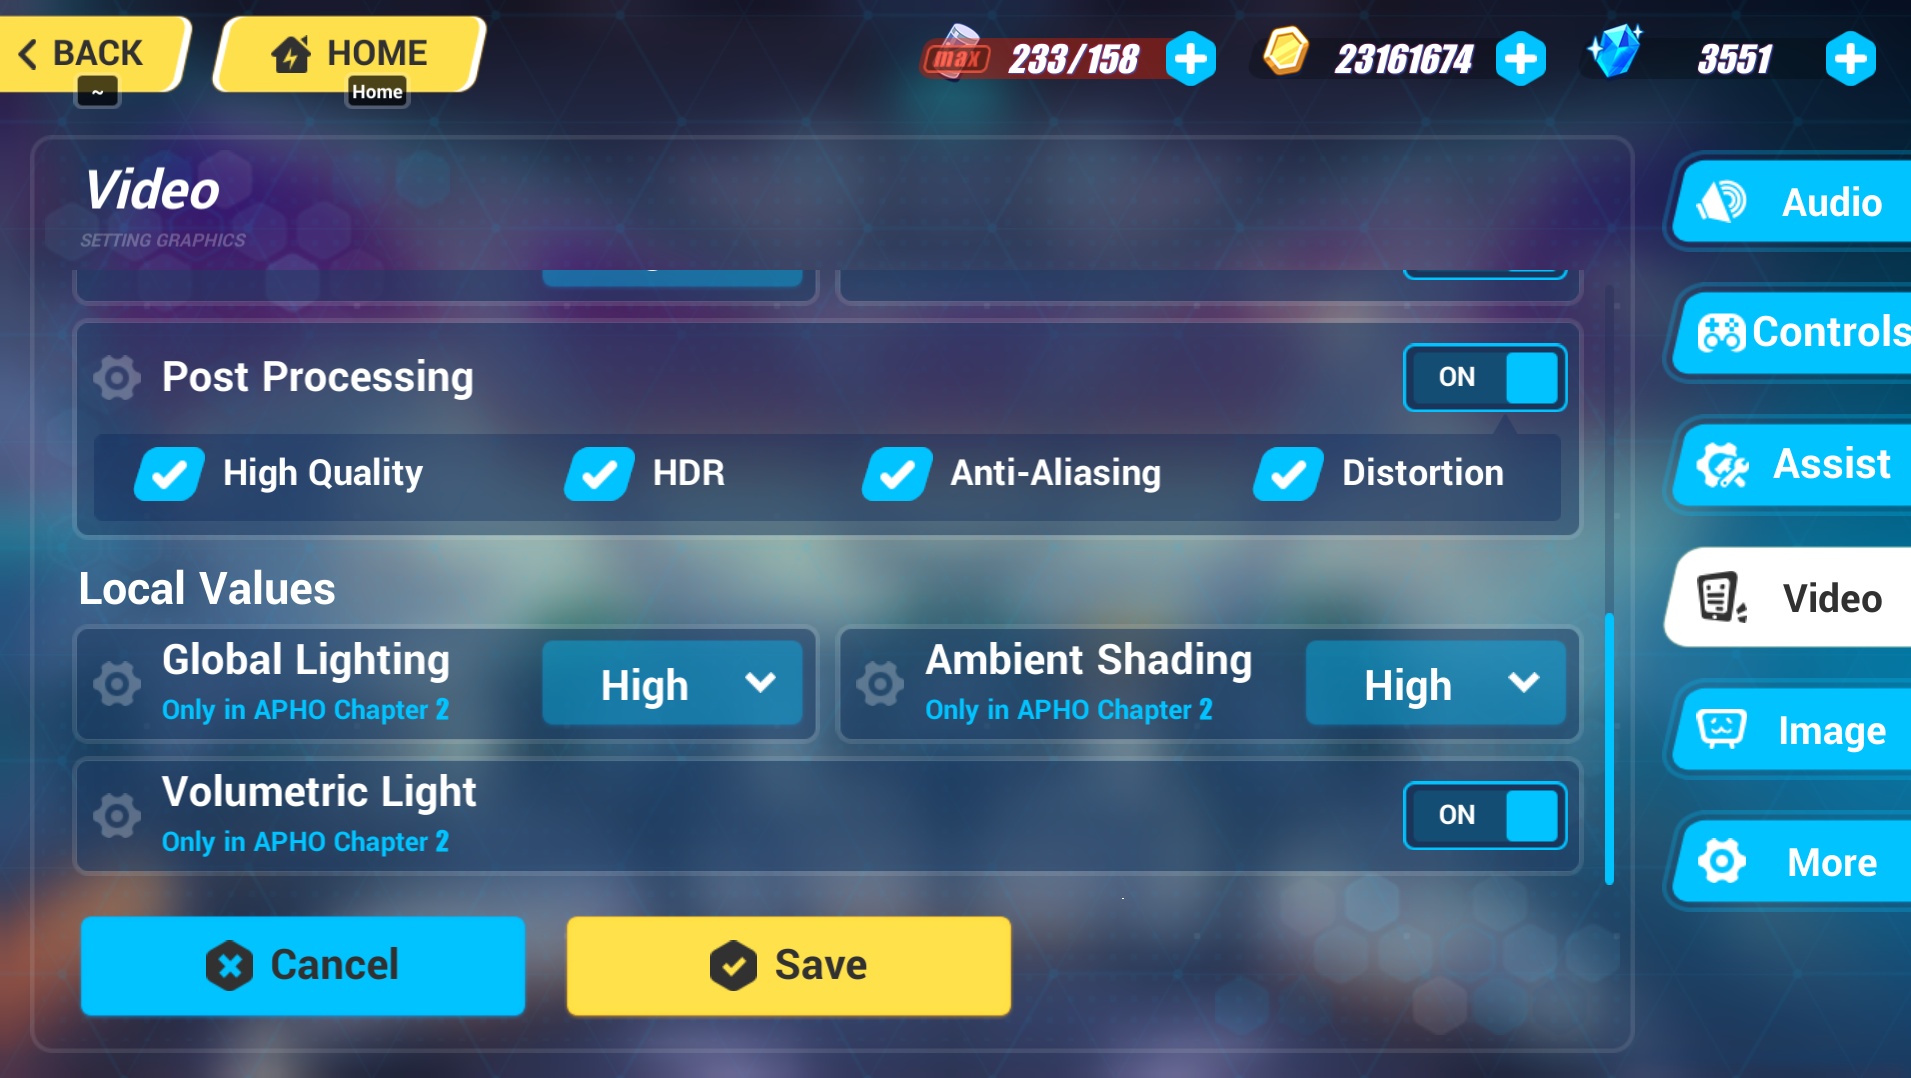 BACK
~
HOME
Home
max
233/158
23161674
3551
Video
SETTING GRAPHICS
Post Processing
ON
High Quality
HDR
Anti-Aliasing
Distortion
Local Values
Global Lighting
Only in APHO Chapter 2
High
Ambient Shading
Only in APHO Chapter 2
High
Volumetric Light
Only in APHO Chapter 2
ON
Cancel
Save
Audio
Controls
Assist
Video
Image
More